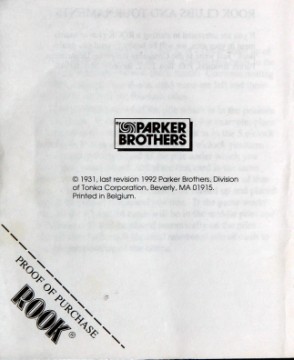 PARKER
BROTHERS
© 1931, last revision 1992 Parker Brothers, Division
of Tonka Corporation, Beverly, MA 01915.
Printed in Belgium.
PROOF OF PURCHASE
ROOK®